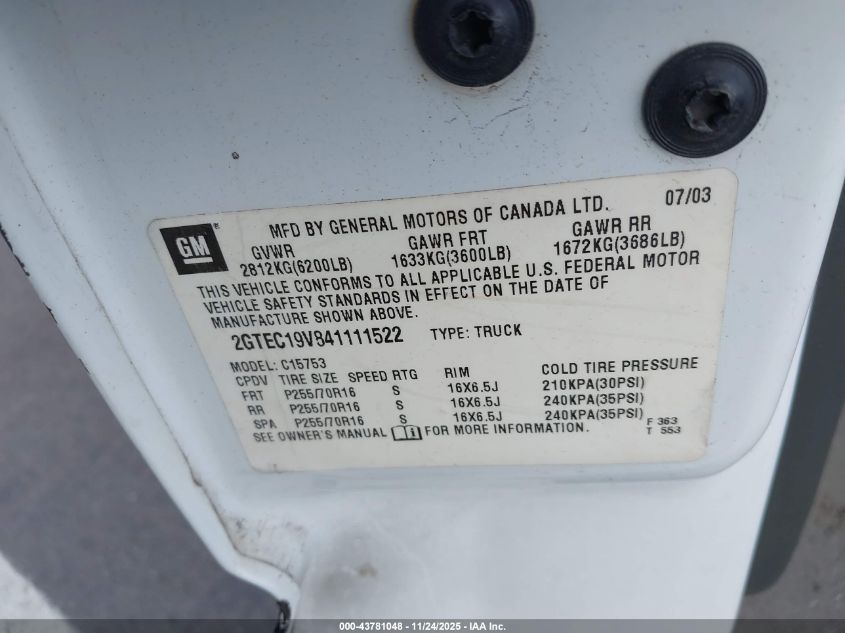 GM
®
MFD BY GENERAL MOTORS OF CANADA LTD. 07/03
GVWR GAWR FRT GAWR RR
2812KG(6200LB) 1633KG(3600LB) 1672KG(3686LB)
THIS VEHICLE CONFORMS TO ALL APPLICABLE U.S. FEDERAL MOTOR
VEHICLE SAFETY STANDARDS IN EFFECT ON THE DATE OF
MANUFACTURE SHOWN ABOVE.
2GTEC19V841111522 TYPE: TRUCK
MODEL: C15753
CPDV TIRE SIZE SPEED RTG RIM COLD TIRE PRESSURE
FRT P255/70R16 S 16X6.5J 210KPA(30PSI)
RR P255/70R16 S 16X6.5J 240KPA(35PSI)
SPA P255/70R16 S 16X6.5J 240KPA(35PSI)
SEE OWNER'S MANUAL FOR MORE INFORMATION.
F 363
T 553
000-43781048 - 11/24/2025 - IAA Inc.